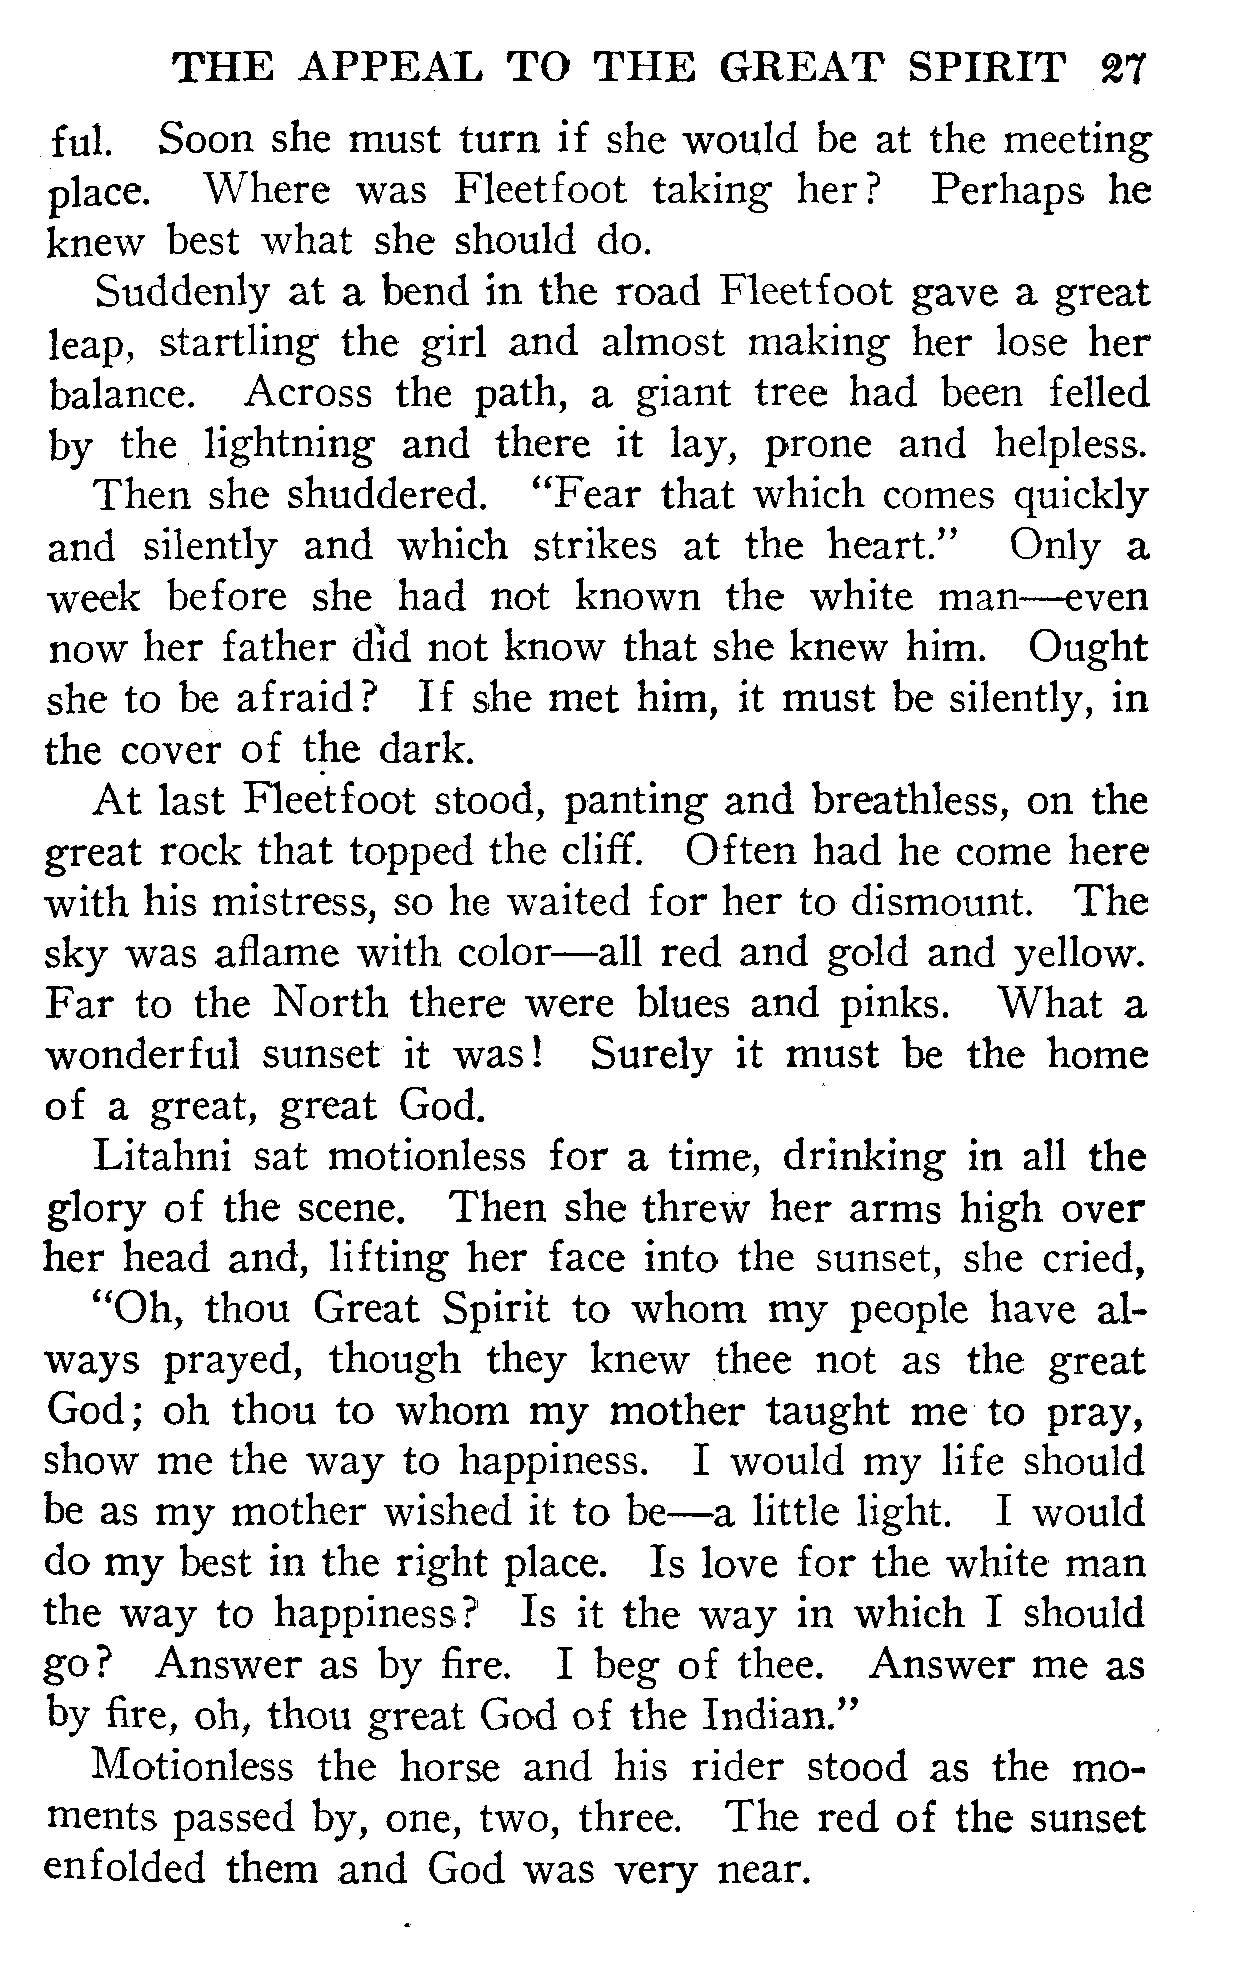 THE APPEAL TO THE GREAT SPIRIT 27
ful. Soon she must turn if she would be at the meeting
place. Where was Fleetfoot taking her? Perhaps he
knew best what she should do.
Suddenly at a bend in the road Fleetfoot gave a great
leap, startling the girl and almost making her lose her
balance. Across the path, a giant tree had been felled
by the lightning and there it lay, prone and helpless.
Then she shuddered. "Fear that which comes quickly
and silently and which strikes at the heart." Only a
week before she had not known the white man—even
now her father did not know that she knew him. Ought
she to be afraid? If she met him, it must be silently, in
the cover of the dark.
At last Fleetfoot stood, panting and breathless, on the
great rock that topped the cliff. Often had he come here
with his mistress, so he waited for her to dismount. The
sky was aflame with color—all red and gold and yellow.
Far to the North there were blues and pinks. What a
wonderful sunset it was! Surely it must be the home
of a great, great God.
Litahni sat motionless for a time, drinking in all the
glory of the scene. Then she threw her arms high over
her head and, lifting her face into the sunset, she cried,
"Oh, thou Great Spirit to whom my people have al-
ways prayed, though they knew thee not as the great
God; oh thou to whom my mother taught me to pray,
show me the way to happiness. I would my life should
be as my mother wished it to be—a little light. I would
do my best in the right place. Is love for the white man
the way to happiness? Is it the way in which I should
go? Answer as by fire. I beg of thee. Answer me as
by fire, oh, thou great God of the Indian."
Motionless the horse and his rider stood as the mo-
ments passed by, one, two, three. The red of the sunset
enfolded them and God was very near.